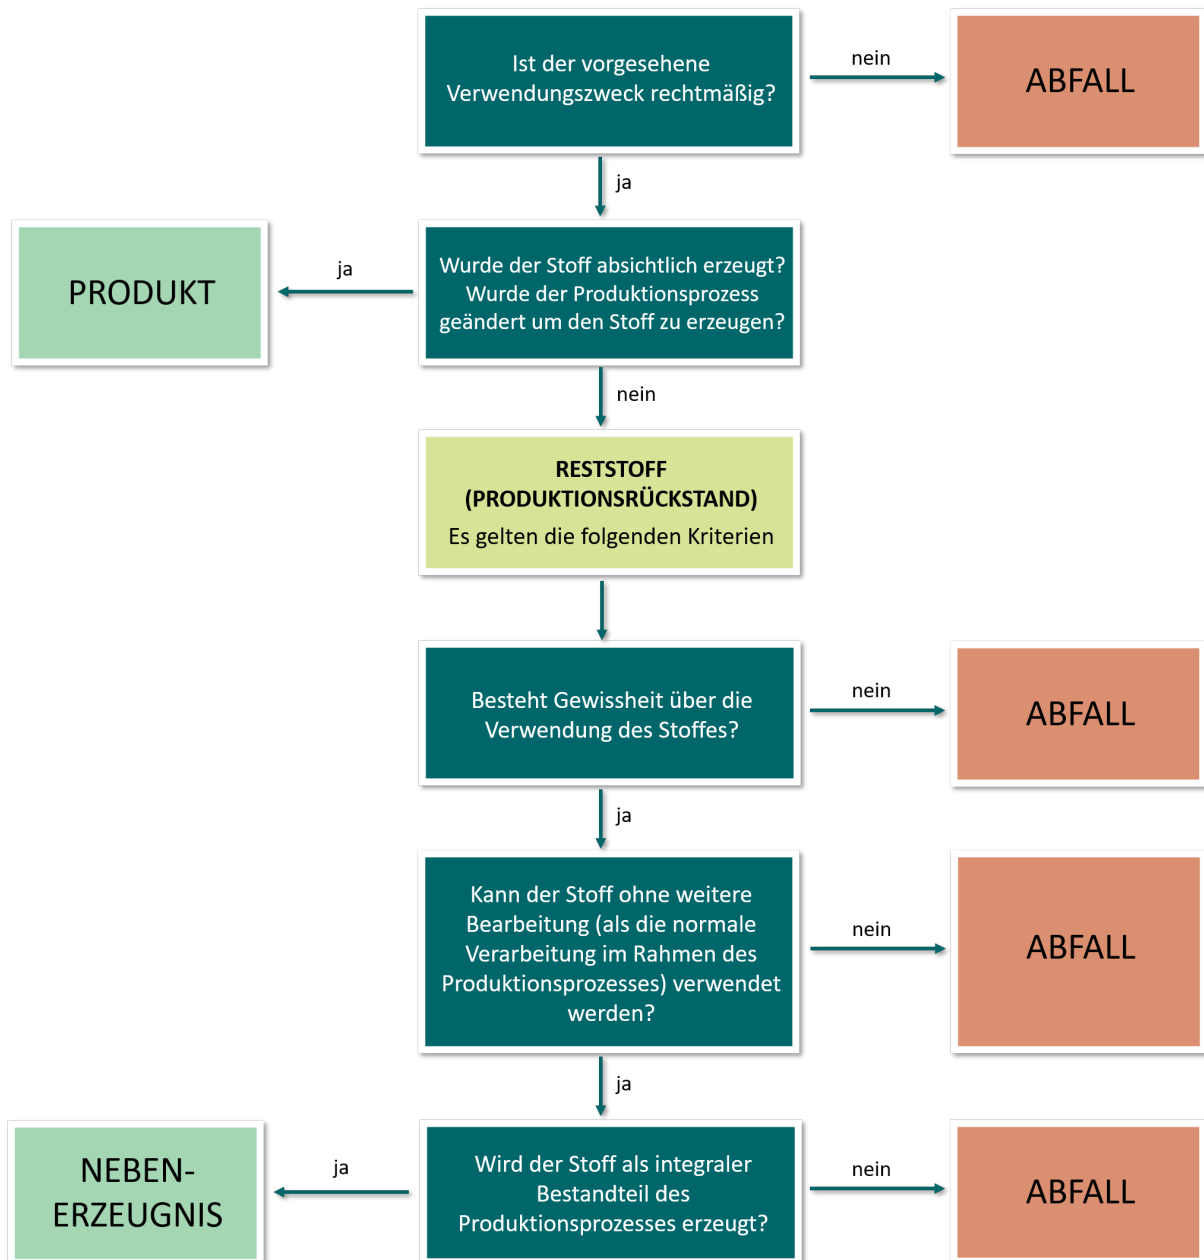 Ist der vorgesehene
Verwendungszweck rechtmäßig?
nein
ABFALL
ja
PRODUKT
ja
Wurde der Stoff absichtlich erzeugt?
Wurde der Produktionsprozess
geändert um den Stoff zu erzeugen?
nein
RESTSTOFF
(PRODUKTIONSRÜCKSTAND)
Es gelten die folgenden Kriterien
Besteht Gewissheit über die
Verwendung des Stoffes?
nein
ABFALL
ja
Kann der Stoff ohne weitere
Bearbeitung (als die normale
Verarbeitung im Rahmen des
Produktionsprozesses) verwendet
werden?
nein
ABFALL
ja
NEBEN-
ERZEUGNIS
ja
Wird der Stoff als integraler
Bestandteil des
Produktionsprozesses erzeugt?
nein
ABFALL